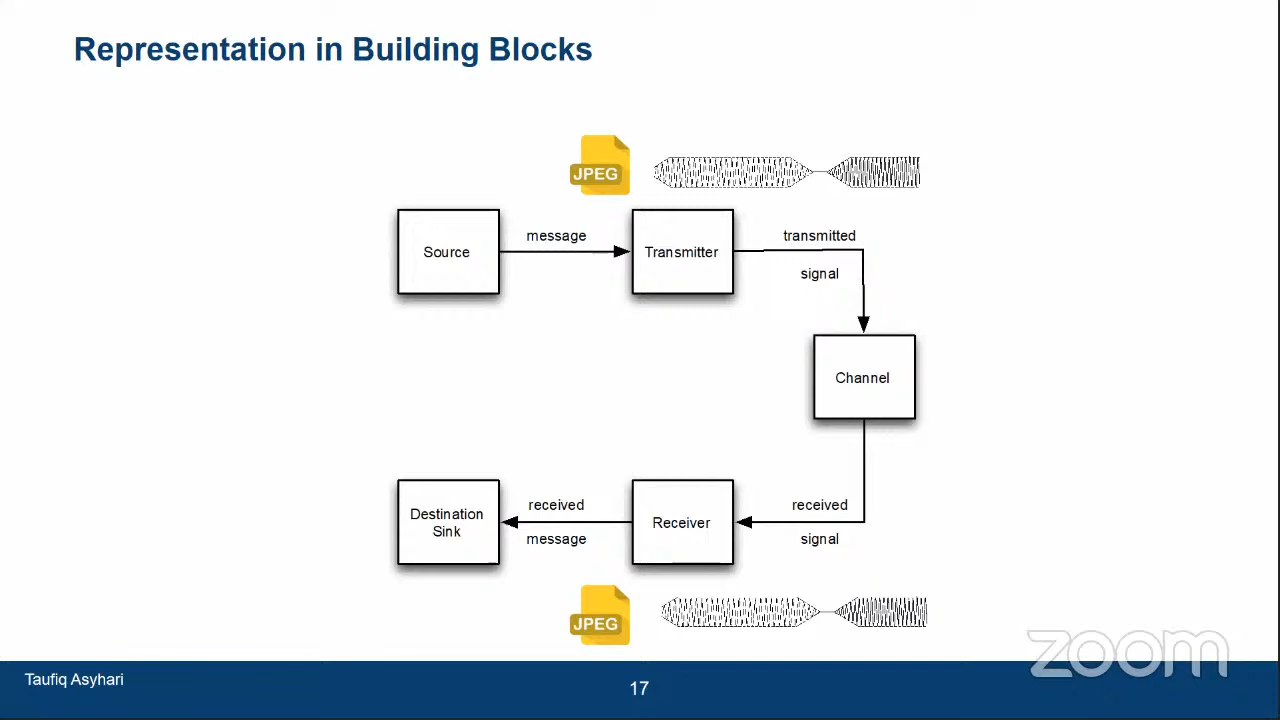 Representation in Building Blocks
JPEG
Source
message
Transmitter
transmitted
signal
Channel
Destination
Sink
received
message
Receiver
received
signal
JPEG
zoom
Taufiq Asyhari
17